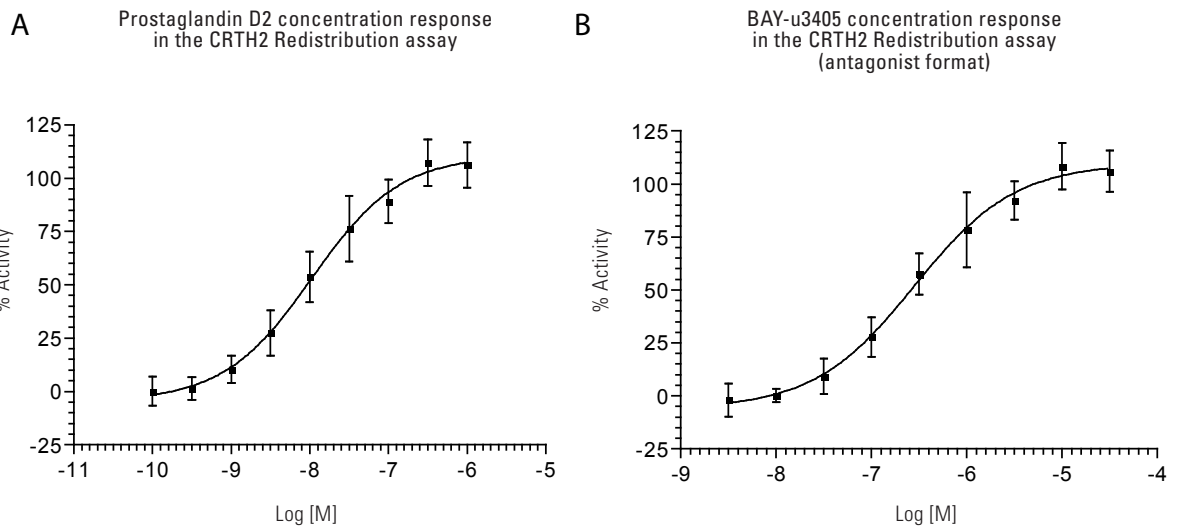 A
Prostaglandin D2 concentration response
in the CRTH2 Redistribution assay
125
100
75
50
25
0
-25
% Activity
-11
-10
-9
-8
-7
-6
-5
Log [M]
B
BAY-u3405 concentration response
in the CRTH2 Redistribution assay
(antagonist format)
125
100
75
50
25
0
-25
% Activity
-9
-8
-7
-6
-5
-4
Log [M]